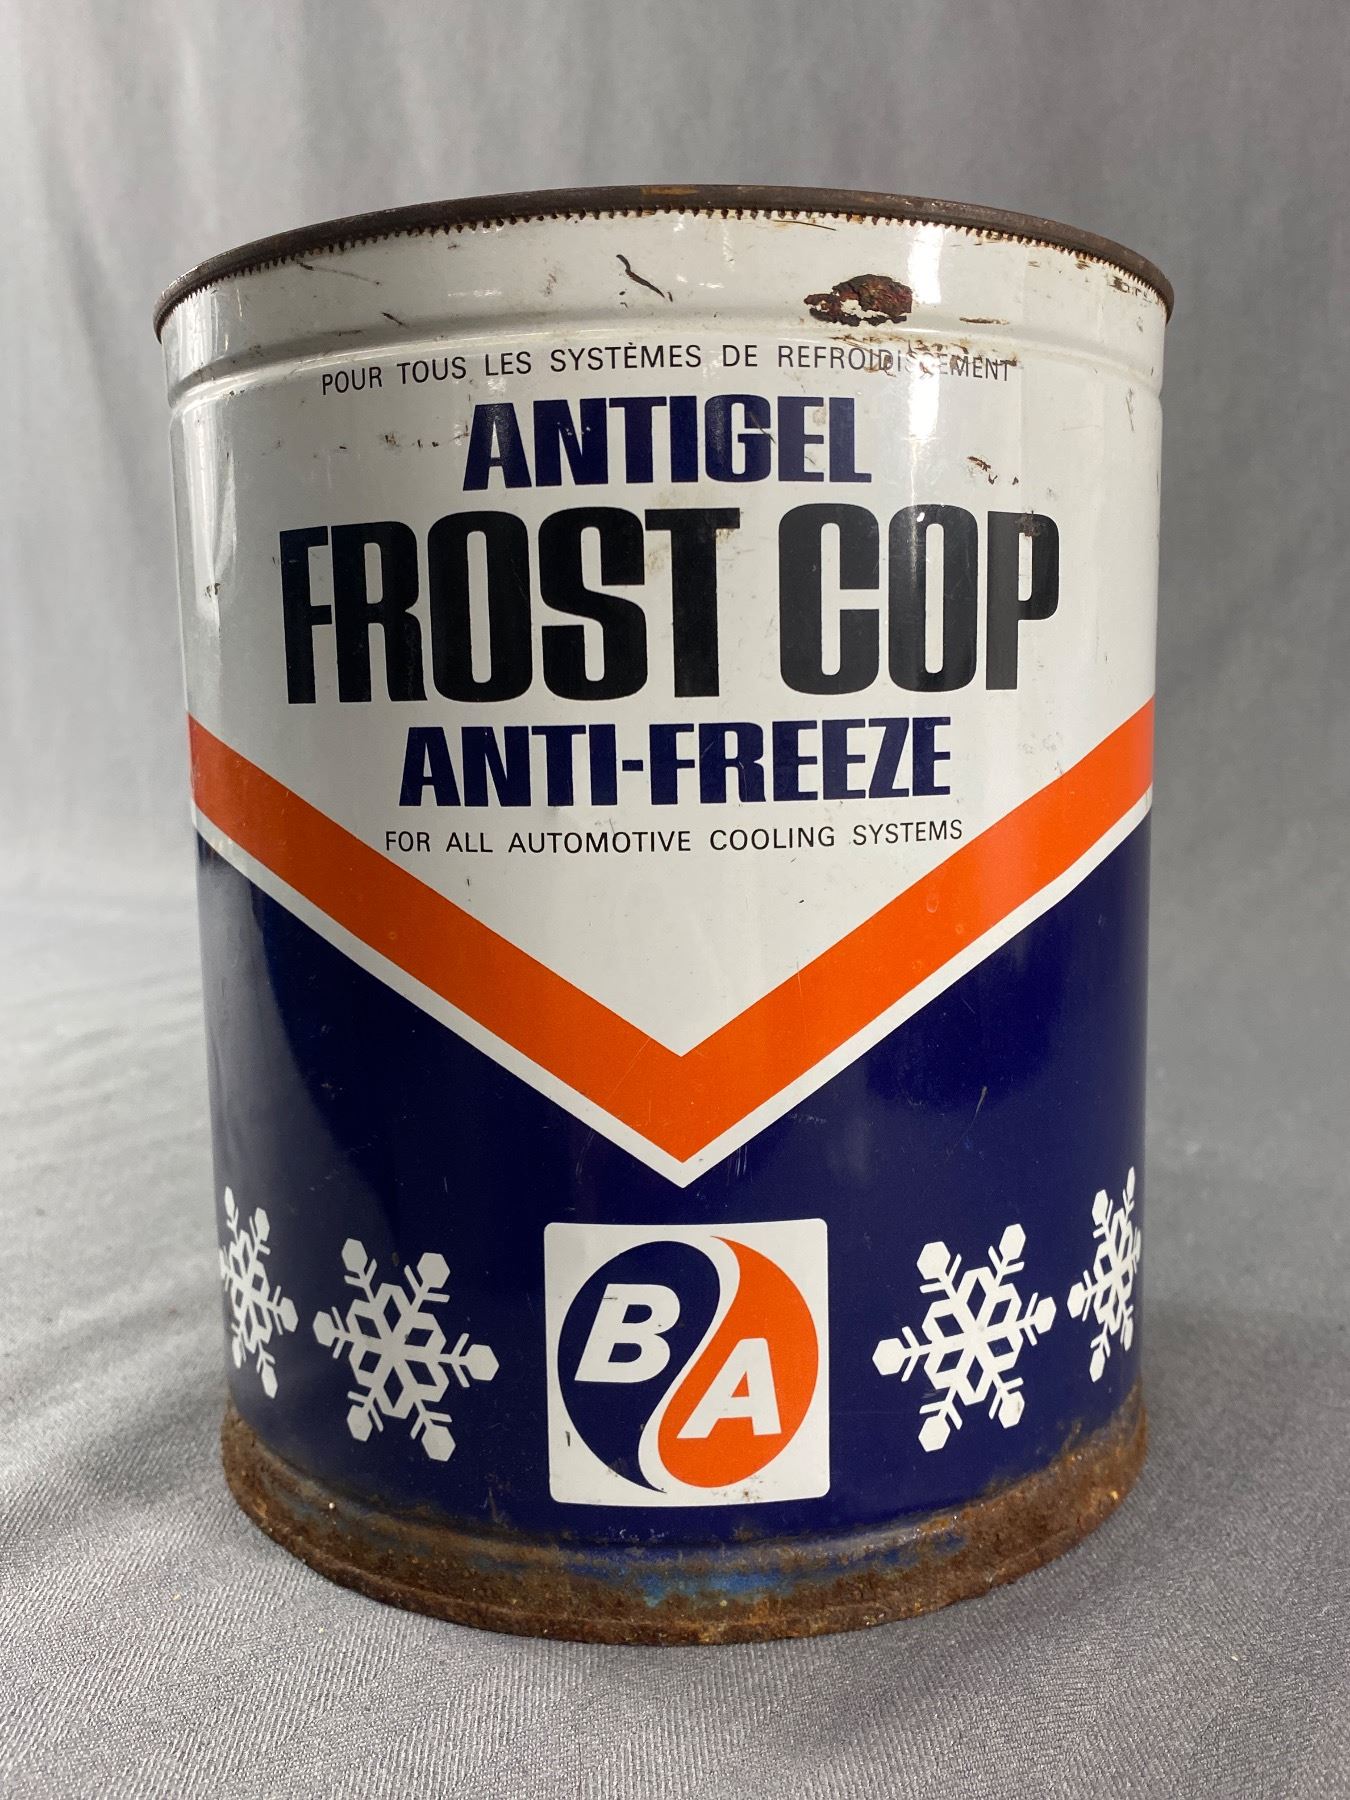 POUR TOUS LES SYSTÈMES DE REFROIDISSEMENT
ANTIGEL
FROST COP
ANTI-FREEZE
FOR ALL AUTOMOTIVE COOLING SYSTEMS
BA